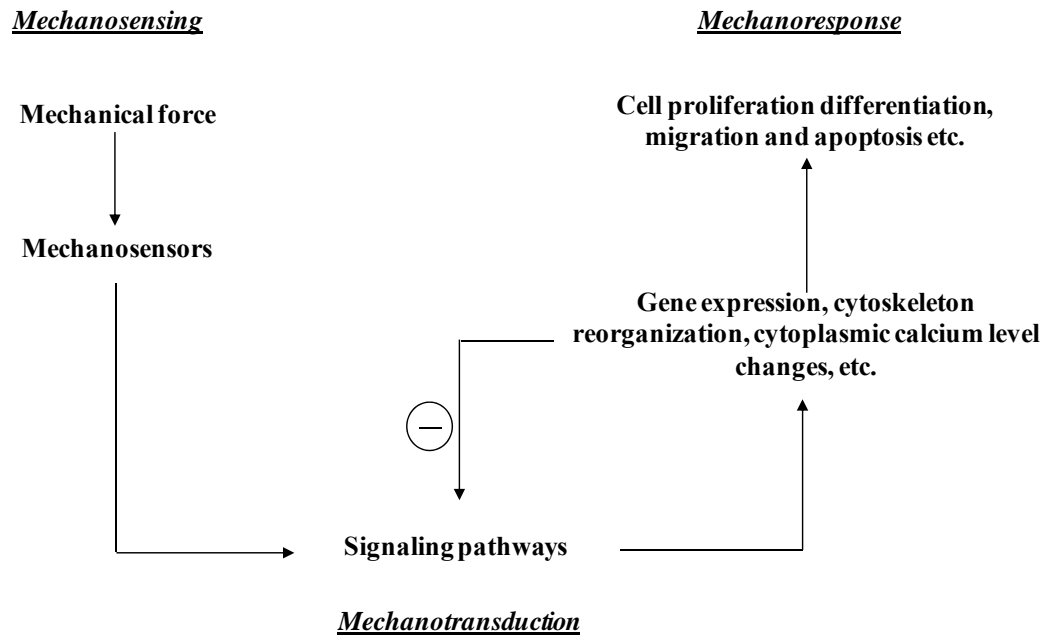 Mechanosensing
Mechanoresponse
Mechanical force
Cell proliferation differentiation,
migration and apoptosis etc.
Mechanosensors
Gene expression, cytoskeleton
reorganization, cytoplasmic calcium level
changes, etc.
—
Signaling pathways
Mechanotransduction